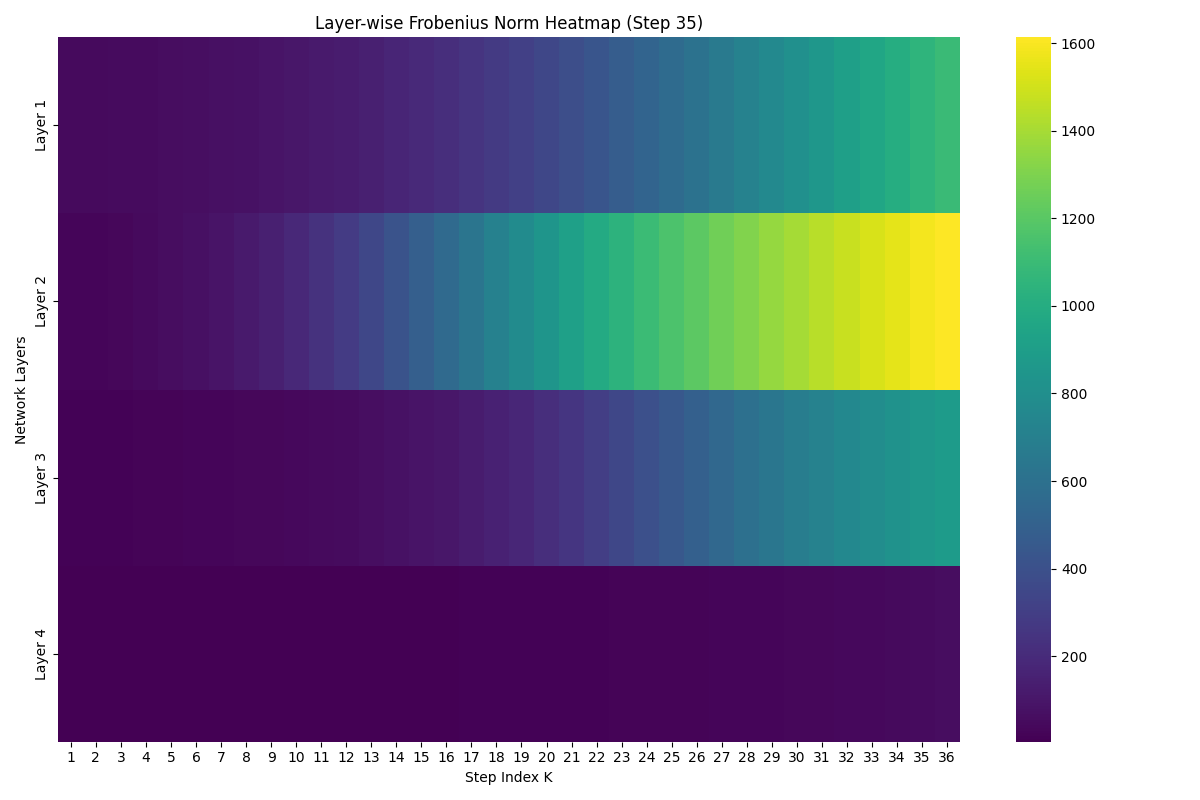 Layer-wise Frobenius Norm Heatmap (Step 35)
Network Layers
Layer 1
Layer 2
Layer 3
Layer 4
1 2 3 4 5 6 7 8 9 10 11 12 13 14 15 16 17 18 19 20 21 22 23 24 25 26 27 28 29 30 31 32 33 34 35 36
Step Index K
1600
1400
1200
1000
800
600
400
200